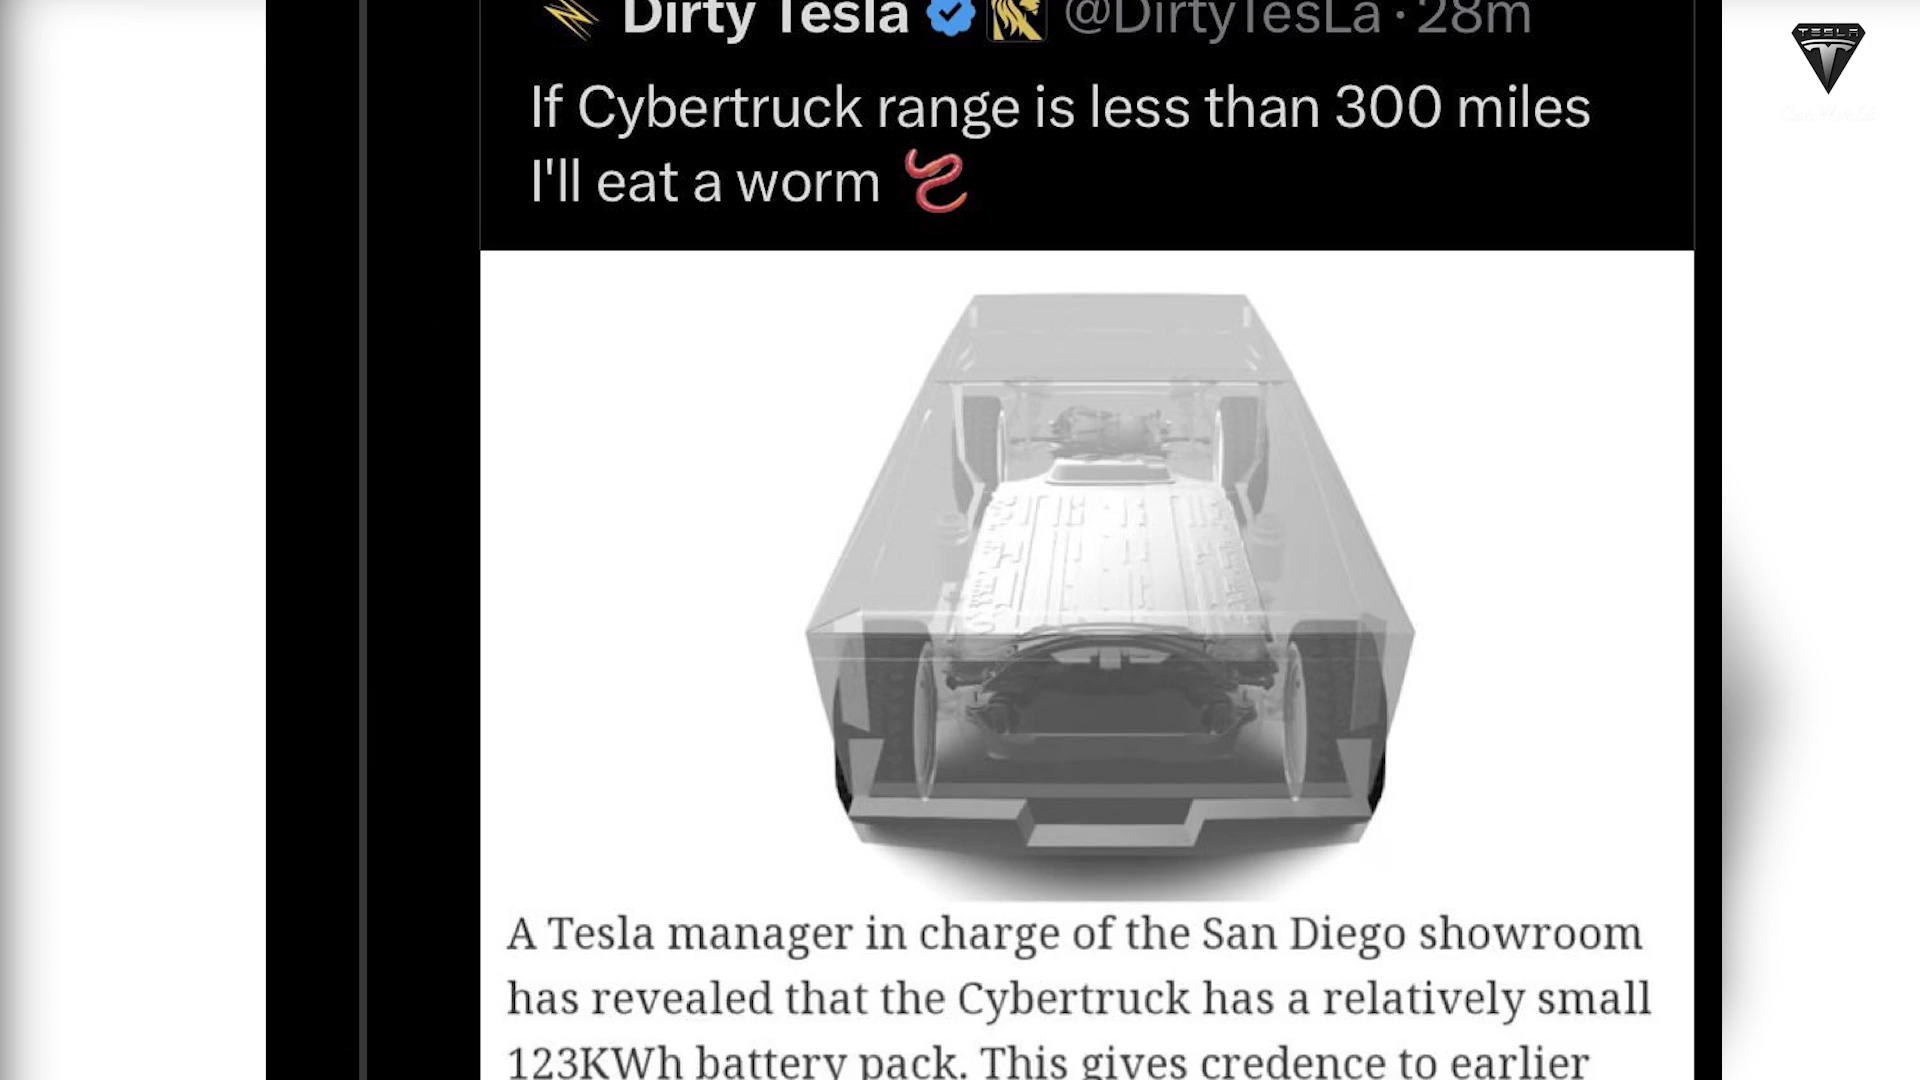 Dirty Tesla @DirtyTesLa · 28m
If Cybertruck range is less than 300 miles
I'll eat a worm
A Tesla manager in charge of the San Diego showroom
has revealed that the Cybertruck has a relatively small
123KWh battery pack. This gives credence to earlier
TESLA